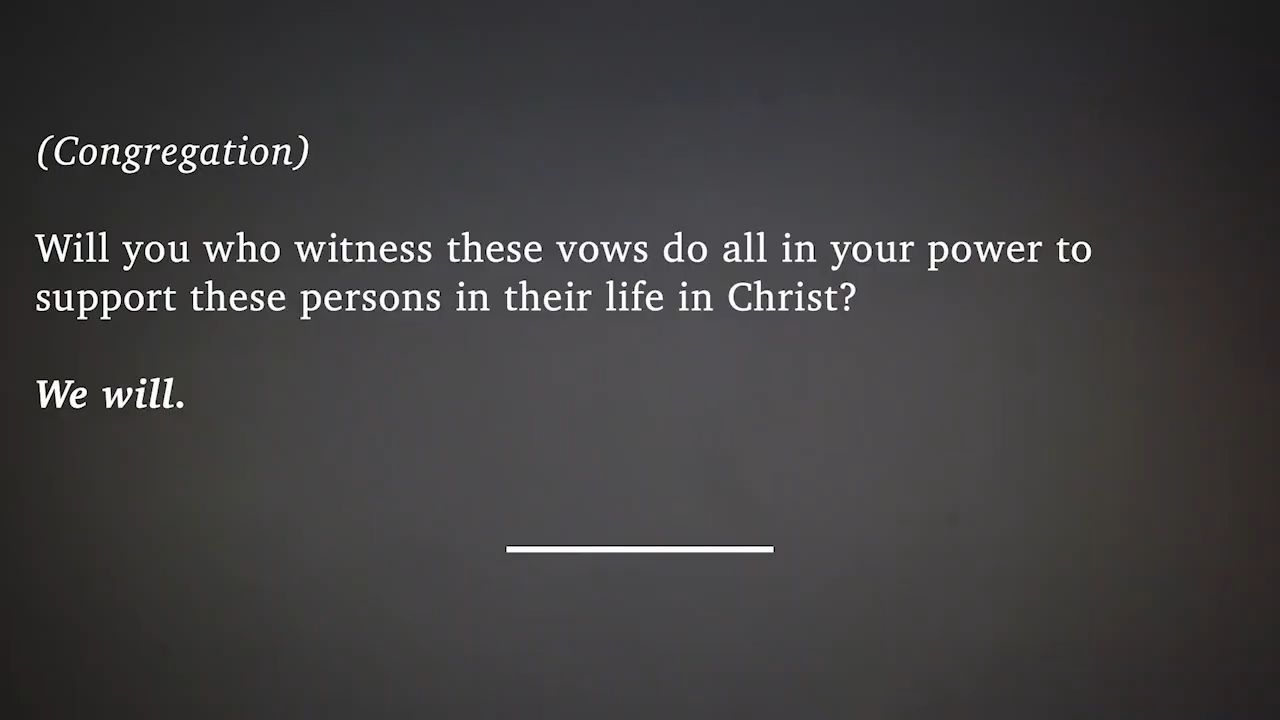 (Congregation)
Will you who witness these vows do all in your power to
support these persons in their life in Christ?
We will.